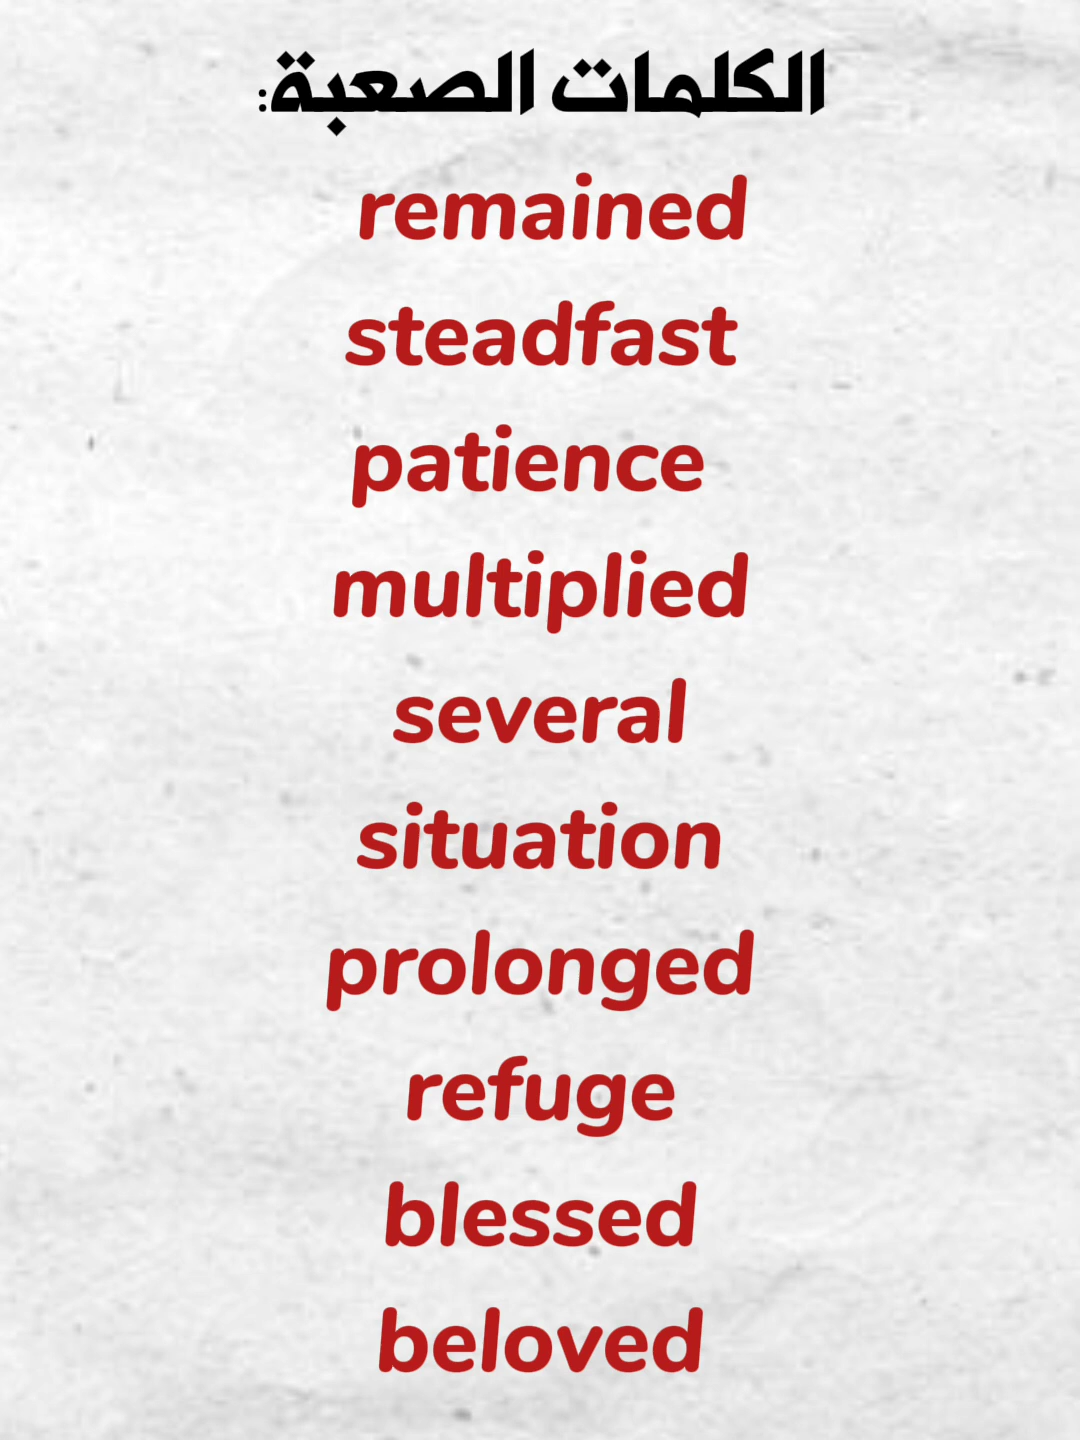 الكلمات الصعبة:
remained
steadfast
patience
multiplied
several
situation
prolonged
refuge
blessed
beloved